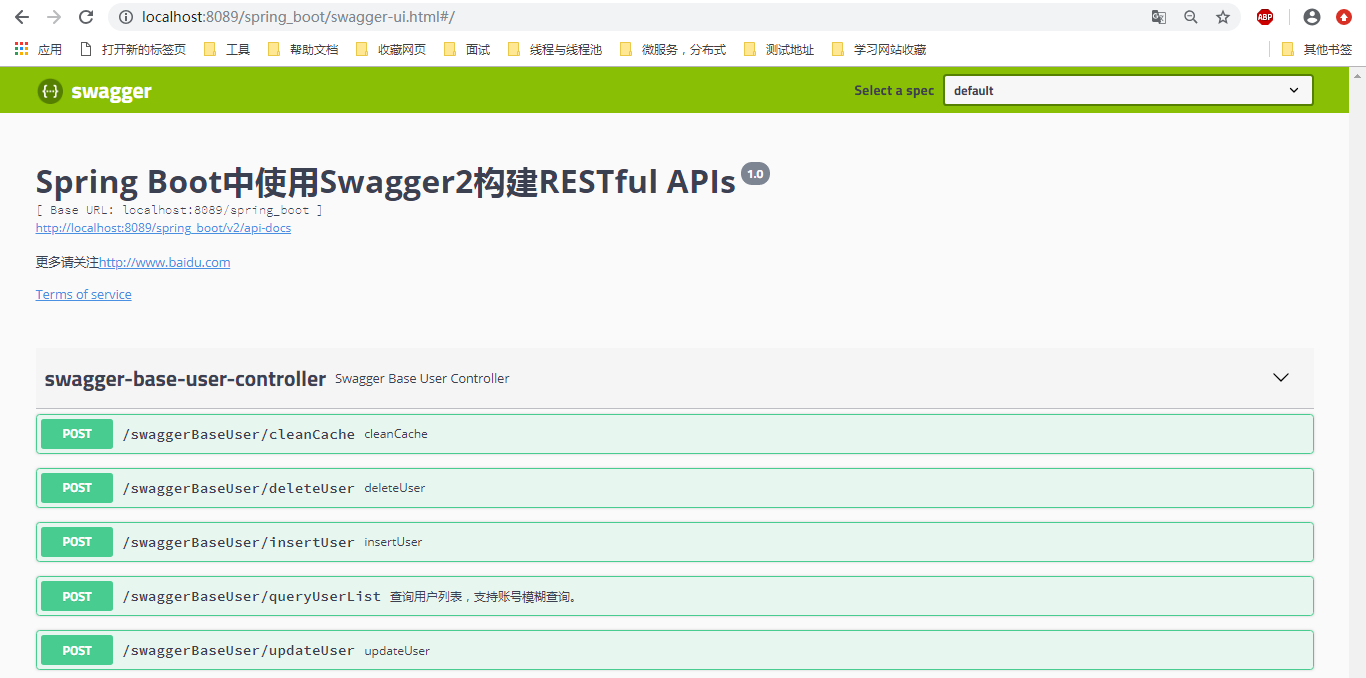 localhost:8089/spring_boot/swagger-ui.html#/
ABP
应用 打开新的标签页 工具 帮助文档 收藏网页 面试 线程与线程池 微服务，分布式 测试地址 学习网站收藏 其他书签
{··} swagger Select a spec default
Spring Boot中使用Swagger2构建RESTful APIs 1.0
[ Base URL: localhost:8089/spring_boot ]
http://localhost:8089/spring_boot/v2/api-docs
更多请关注http://www.baidu.com
Terms of service
swagger-base-user-controller Swagger Base User Controller
POST /swaggerBaseUser/cleanCache cleanCache
POST /swaggerBaseUser/deleteUser deleteUser
POST /swaggerBaseUser/insertUser insertUser
POST /swaggerBaseUser/queryUserList 查询用户列表，支持账号模糊查询。
POST /swaggerBaseUser/updateUser updateUser